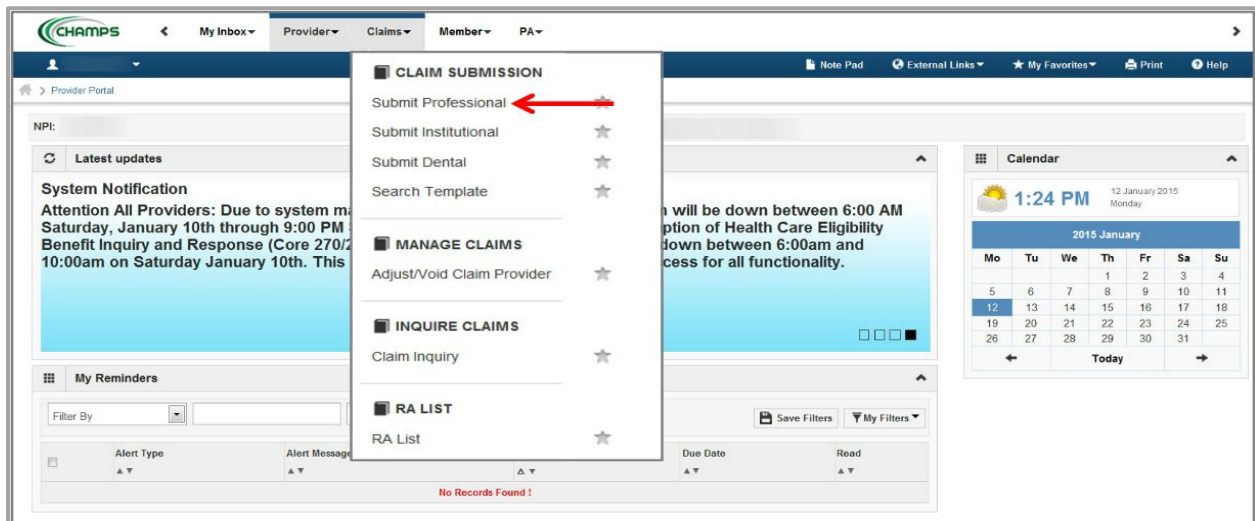 CHAMPS
My Inbox
Provider
Claims
Member
PA
Note Pad
External Links
My Favorites
Print
Help
> Provider Portal
NPI:
CLAIM SUBMISSION
Submit Professional
Submit Institutional
Submit Dental
Search Template
MANAGE CLAIMS
Adjust/Void Claim Provider
INQUIRE CLAIMS
Claim Inquiry
RA LIST
RA List
Latest updates
System Notification
Attention All Providers: Due to system will be down between 6:00 AM
Saturday, January 10th through 9:00 PM of Health Care Eligibility
Benefit Inquiry and Response (Core down between 6:00am and
10:00am on Saturday January 10th. This for all functionality.
Calendar
1:24 PM
12 January 2015
Monday
2015 January
Mo Tu We Th Fr Sa Su
1 2 3 4
5 6 7 8 9 10 11
12 13 14 15 16 17 18
19 20 21 22 23 24 25
26 27 28 29 30 31
Today
My Reminders
Filter By
Save Filters
My Filters
Alert Type
Alert Message
Due Date
Read
No Records Found !